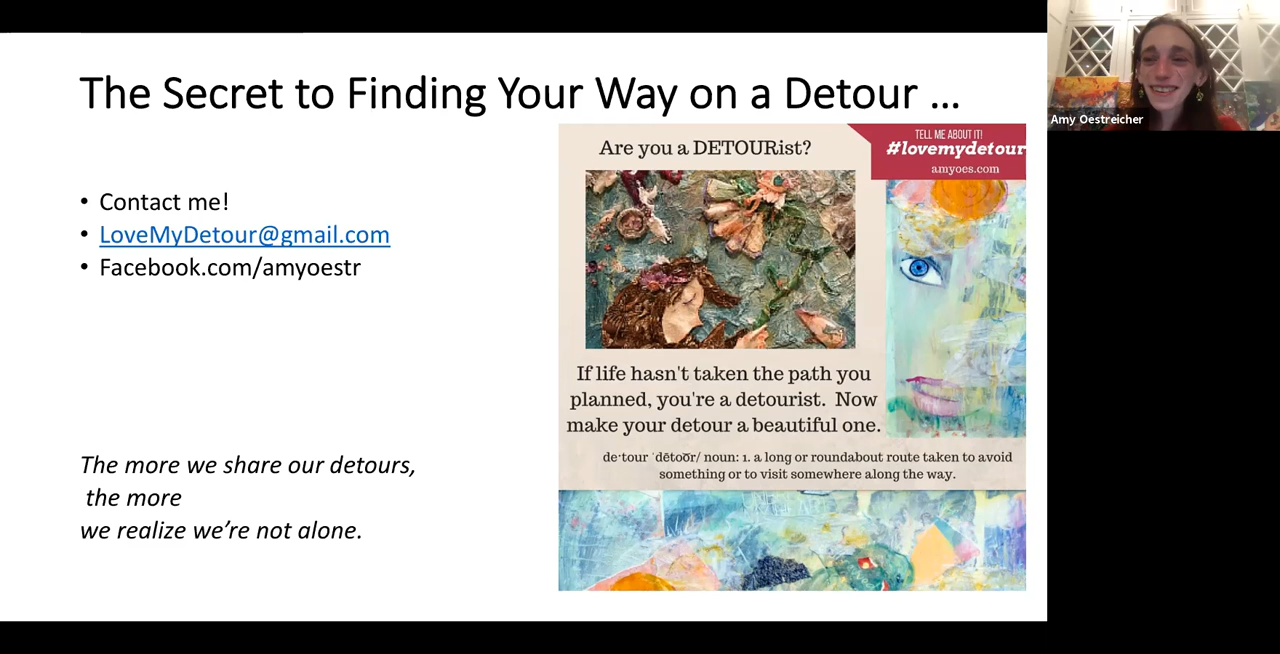 The Secret to Finding Your Way on a Detour ...
• Contact me!
• LoveMyDetour@gmail.com
• Facebook.com/amyoestr
The more we share our detours,
the more
we realize we’re not alone.
Are you a DETOURist?
TELL ME ABOUT IT!
#lovemydetour
amyoes.com
If life hasn't taken the path you
planned, you're a detourist. Now
make your detour a beautiful one.
de·tour ˈdētoor/ noun: 1. a long or roundabout route taken to avoid
something or to visit somewhere along the way.
Amy Oestreicher